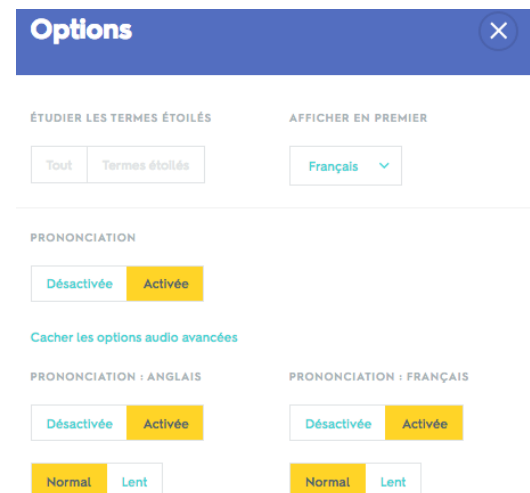 Options
ÉTUDIER LES TERMES ÉTOILÉS
AFFICHER EN PREMIER
Tout Termes étoilés
Français
PRONONCIATION
Désactivée Activée
Cacher les options audio avancées
PRONONCIATION : ANGLAIS
PRONONCIATION : FRANÇAIS
Désactivée Activée
Désactivée Activée
Normal Lent
Normal Lent